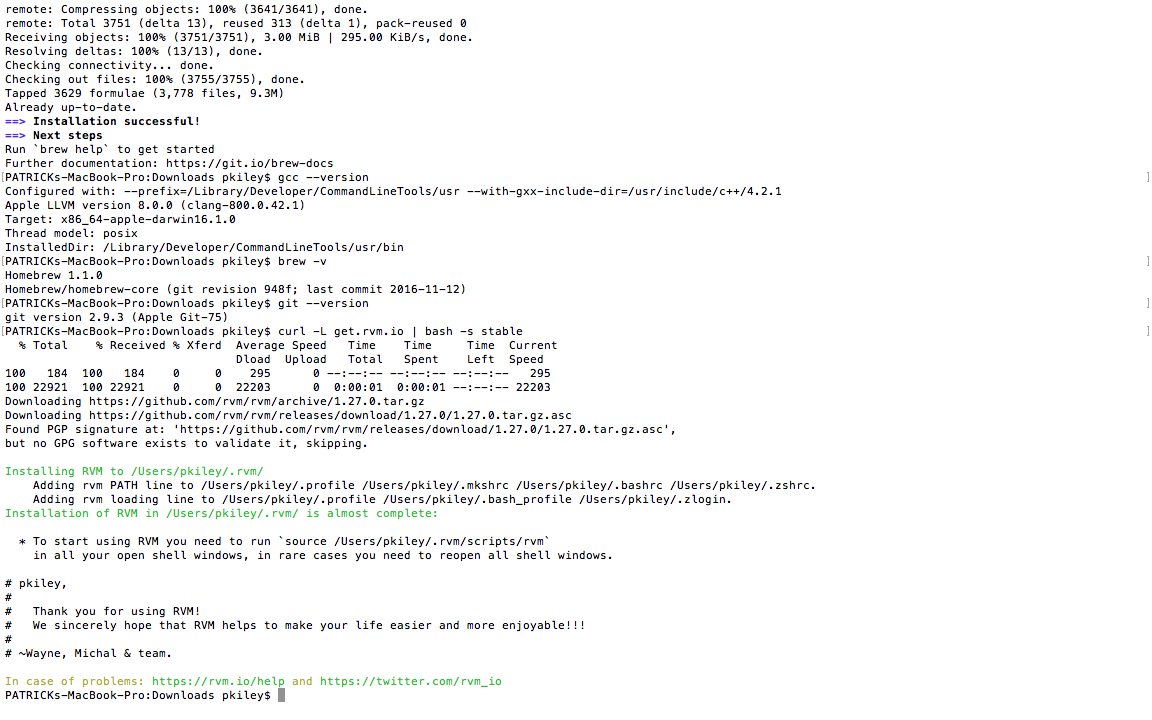 remote: Compressing objects: 100% (3641/3641), done.
remote: Total 3751 (delta 13), reused 313 (delta 1), pack-reused 0
Receiving objects: 100% (3751/3751), 3.00 MiB | 295.00 KiB/s, done.
Resolving deltas: 100% (13/13), done.
Checking connectivity... done.
Checking out files: 100% (3755/3755), done.
Tapped 3629 formulae (3,778 files, 9.3M)
Already up-to-date.
==> Installation successful!
==> Next steps
Run `brew help` to get started
Further documentation: https://git.io/brew-docs
[PATRICKs-MacBook-Pro:Downloads pkiley$ gcc --version ]
Configured with: --prefix=/Library/Developer/CommandLineTools/usr --with-gxx-include-dir=/usr/include/c++/4.2.1
Apple LLVM version 8.0.0 (clang-800.0.42.1)
Target: x86_64-apple-darwin16.1.0
Thread model: posix
InstalledDir: /Library/Developer/CommandLineTools/usr/bin
[PATRICKs-MacBook-Pro:Downloads pkiley$ brew -v ]
Homebrew 1.1.0
Homebrew/homebrew-core (git revision 948f; last commit 2016-11-12)
[PATRICKs-MacBook-Pro:Downloads pkiley$ git --version ]
git version 2.9.3 (Apple Git-75)
[PATRICKs-MacBook-Pro:Downloads pkiley$ curl -L get.rvm.io | bash -s stable ]
  % Total    % Received % Xferd  Average Speed   Time    Time     Time  Current
                                 Dload  Upload   Total   Spent    Left  Speed
100   184  100   184    0     0    295      0 --:--:-- --:--:-- --:--:--   295
100 22921  100 22921    0     0  22203      0  0:00:01  0:00:01 --:--:-- 22203
Downloading https://github.com/rvm/rvm/archive/1.27.0.tar.gz
Downloading https://github.com/rvm/rvm/releases/download/1.27.0/1.27.0.tar.gz.asc
Found PGP signature at: 'https://github.com/rvm/rvm/releases/download/1.27.0/1.27.0.tar.gz.asc',
but no GPG software exists to validate it, skipping.
Installing RVM to /Users/pkiley/.rvm/
    Adding rvm PATH line to /Users/pkiley/.profile /Users/pkiley/.mkshrc /Users/pkiley/.bashrc /Users/pkiley/.zshrc.
    Adding rvm loading line to /Users/pkiley/.profile /Users/pkiley/.bash_profile /Users/pkiley/.zlogin.
Installation of RVM in /Users/pkiley/.rvm/ is almost complete:
  * To start using RVM you need to run `source /Users/pkiley/.rvm/scripts/rvm`
    in all your open shell windows, in rare cases you need to reopen all shell windows.
# pkiley,
#
#   Thank you for using RVM!
#   We sincerely hope that RVM helps to make your life easier and more enjoyable!!!
#
# ~Wayne, Michal & team.
In case of problems: https://rvm.io/help and https://twitter.com/rvm_io
PATRICKs-MacBook-Pro:Downloads pkiley$